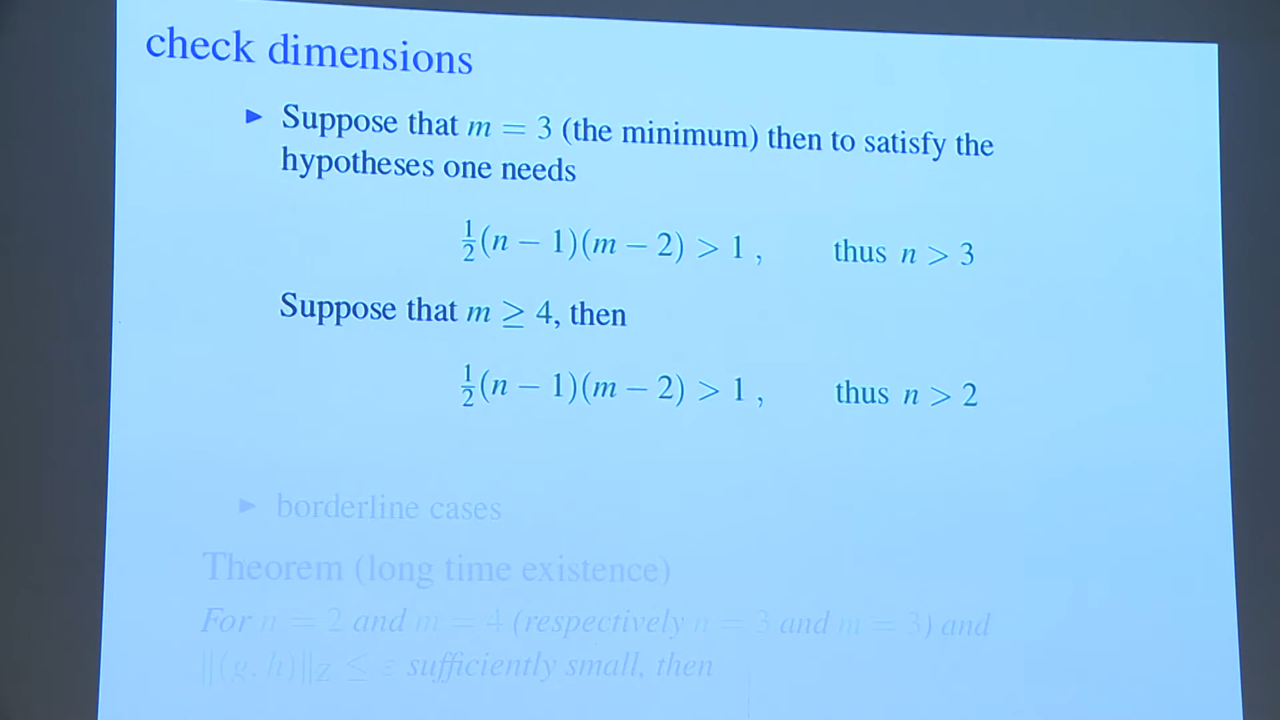 check dimensions
▶ Suppose that m = 3 (the minimum) then to satisfy the
hypotheses one needs
½(n − 1)(m − 2) > 1 , thus n > 3
Suppose that m ≥ 4, then
½(n − 1)(m − 2) > 1 , thus n > 2
▶ borderline cases
Theorem (long time existence)
For n = 2 and m = 4 (respectively n = 3 and m = 3) and
‖(g, h)‖_Z ≤ ε sufficiently small, then